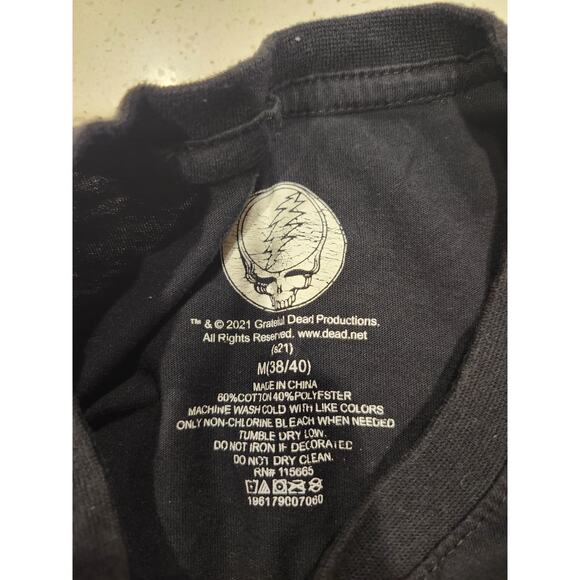 ™ & © 2021 Grateful Dead Productions.
All Rights Reserved. www.dead.net
(s21)
M(38/40)
MADE IN CHINA
60%COTTON 40%POLYESTER
MACHINE WASH COLD WITH LIKE COLORS
ONLY NON-CHLORINE BLEACH WHEN NEEDED
TUMBLE DRY LOW.
DO NOT IRON IF DECORATED
DO NOT DRY CLEAN.
RN# 115665
196179007060